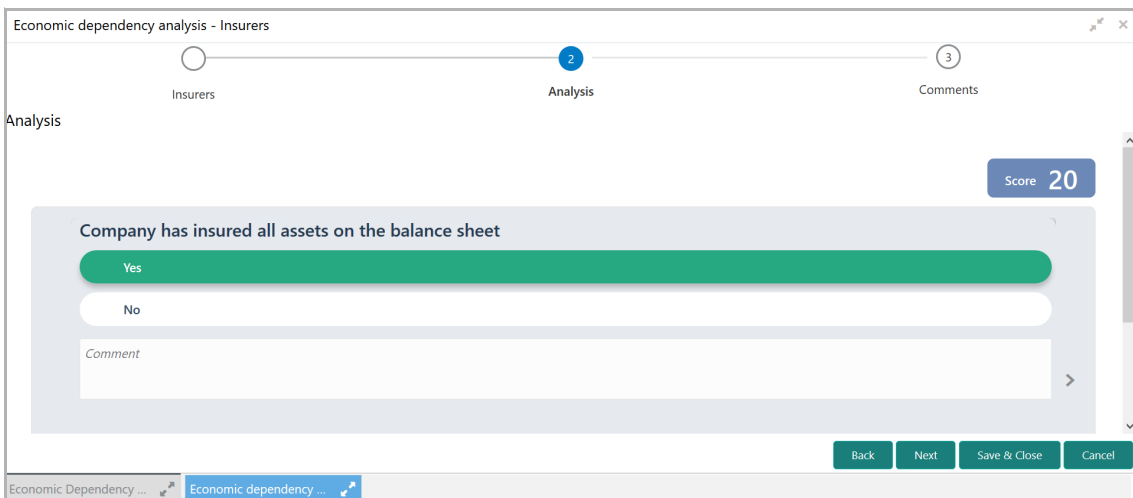 Economic dependency analysis - Insurers
2
3
Insurers
Analysis
Comments
Analysis
Score 20
Company has insured all assets on the balance sheet
Yes
No
Comment
Back Next Save & Close Cancel
Economic Dependency ... Economic dependency ...